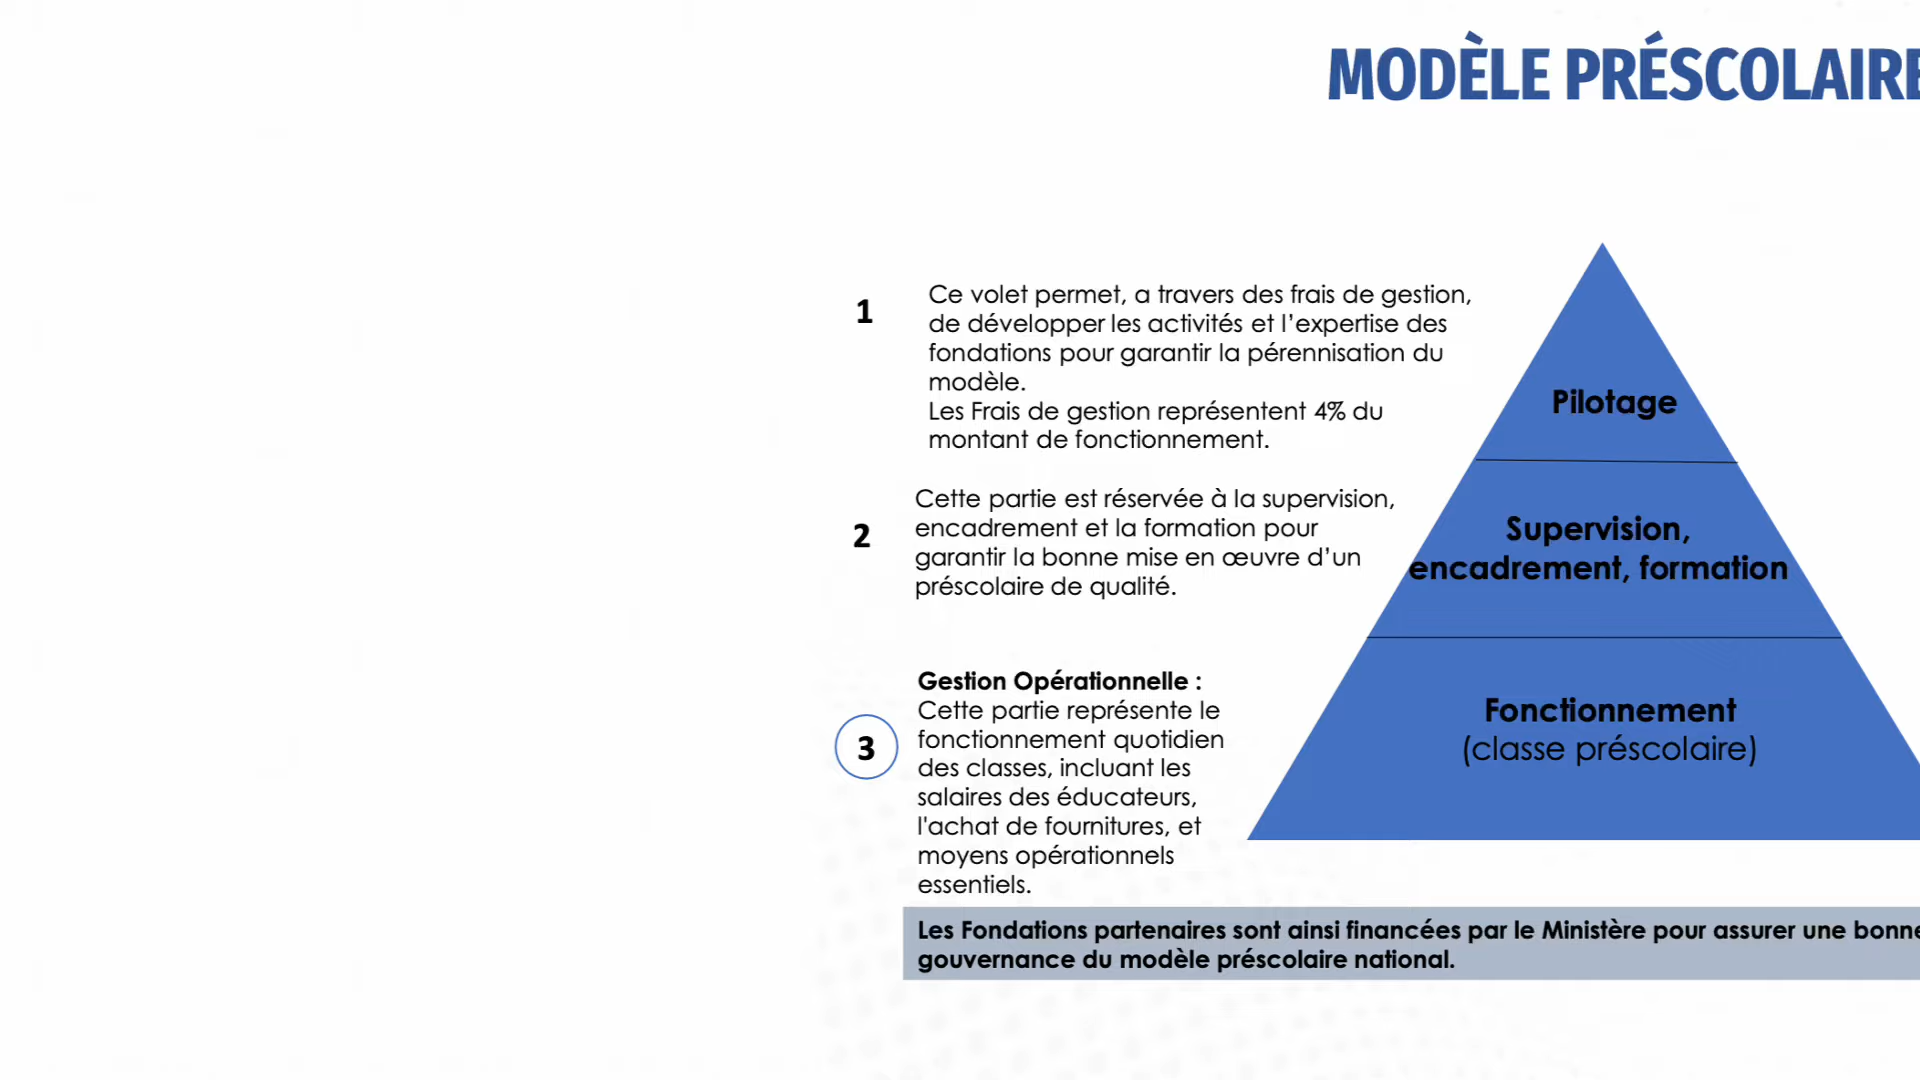 MODÈLE PRÉSCOLAIRE
1
Ce volet permet, a travers des frais de gestion,
de développer les activités et l’expertise des
fondations pour garantir la pérennisation du
modèle.
Les Frais de gestion représentent 4% du
montant de fonctionnement.
Pilotage
2
Cette partie est réservée à la supervision,
encadrement et la formation pour
garantir la bonne mise en œuvre d’un
préscolaire de qualité.
Supervision,
encadrement, formation
3
Gestion Opérationnelle :
Cette partie représente le
fonctionnement quotidien
des classes, incluant les
salaires des éducateurs,
l'achat de fournitures, et
moyens opérationnels
essentiels.
Fonctionnement
(classe préscolaire)
Les Fondations partenaires sont ainsi financées par le Ministère pour assurer une bonne
gouvernance du modèle préscolaire national.